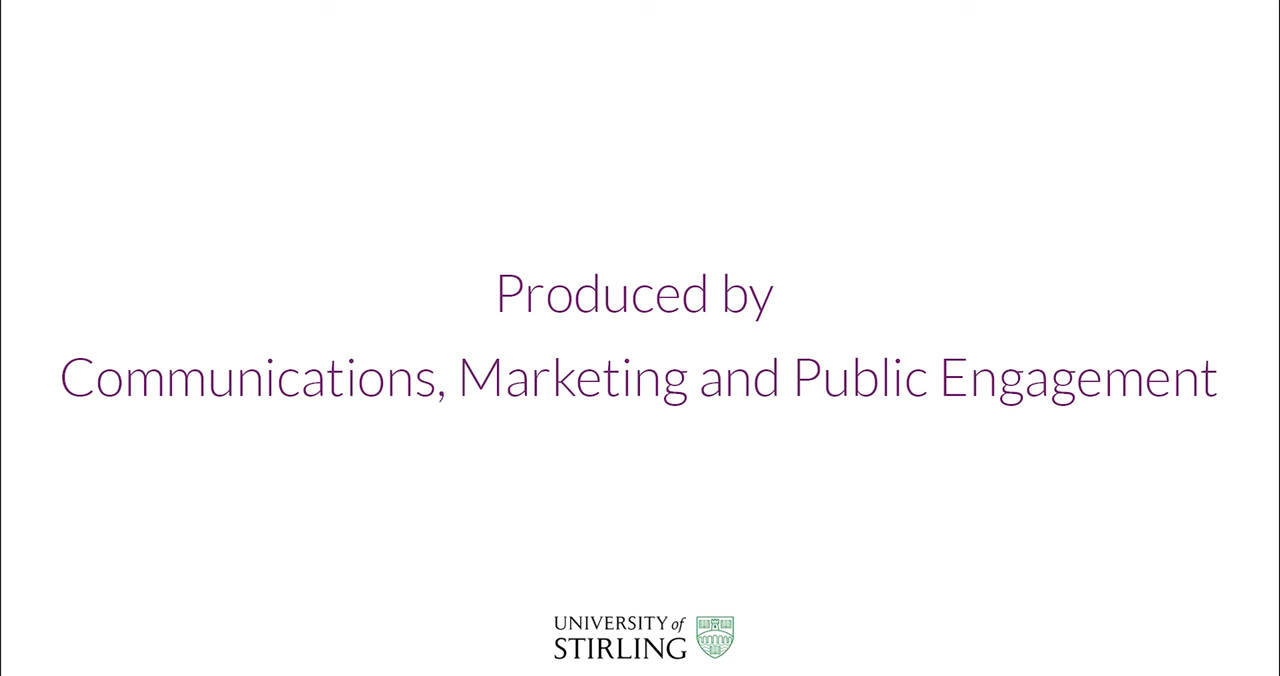 Produced by
Communications, Marketing and Public Engagement
UNIVERSITY of
STIRLING